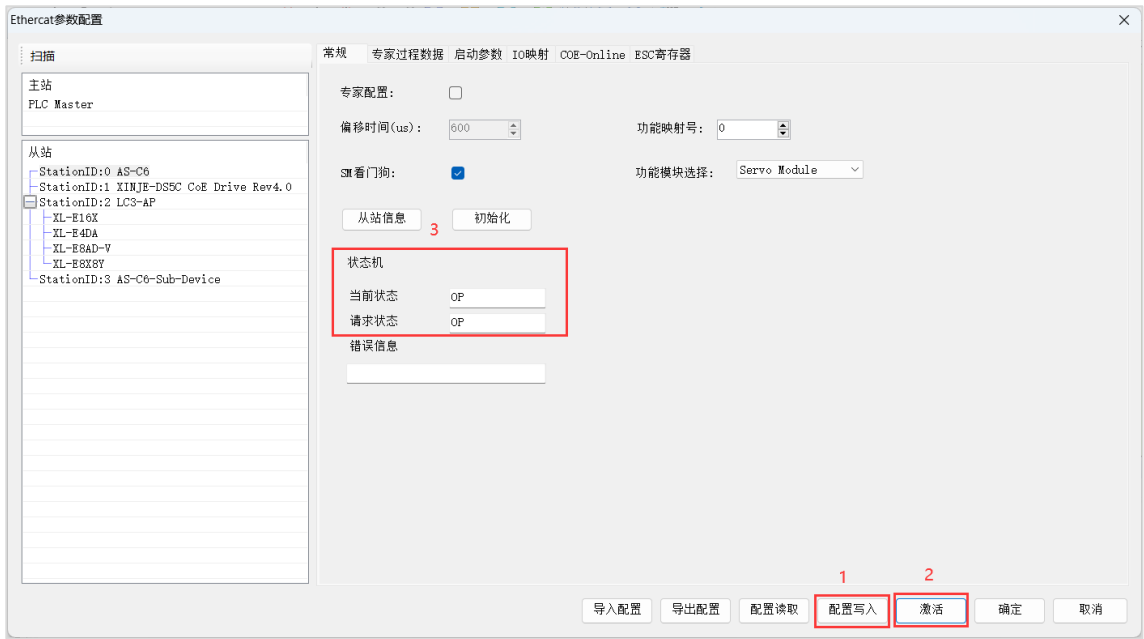 Ethercat参数配置
扫描
主站
PLC Master
从站
StationID:0 AS-C6
StationID:1 XINJE-DS5C CoE Drive Rev4.0
StationID:2 LC3-AP
XL-E16X
XL-E4DA
XL-E8AD-V
XL-E8X8Y
StationID:3 AS-C6-Sub-Device
常规 专家过程数据 启动参数 IO映射 COE-Online ESC寄存器
专家配置:
偏移时间(us): 600 功能映射号: 0
SM看门狗: 功能模块选择: Servo Module
从站信息 初始化
3
状态机
当前状态 OP
请求状态 OP
错误信息
1 2
导入配置 导出配置 配置读取 配置写入 激活 确定 取消